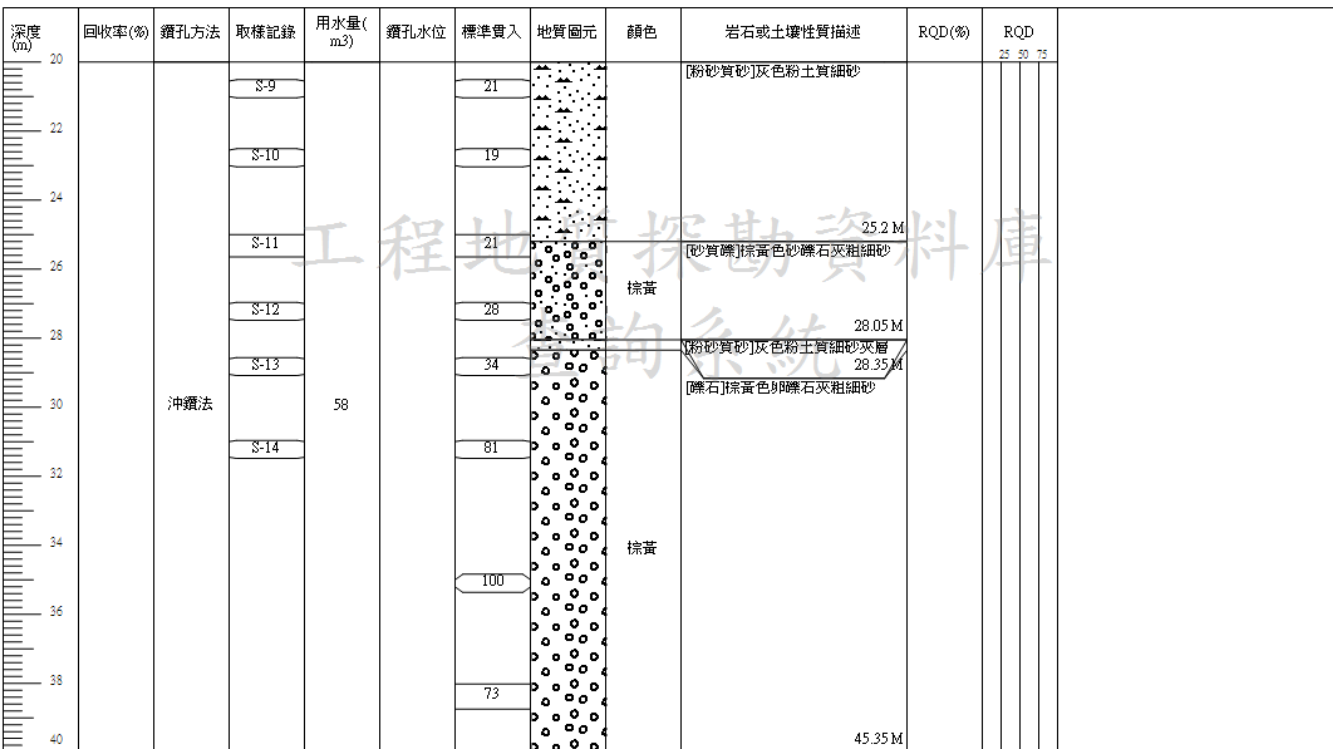 深度(m)
回收率(%)
鑽孔方法
取樣記錄
用水量(
m3)
鑽孔水位
標準貫入
地質圖元
顏色
岩石或土壤性質描述
RQD(%)
RQD
25 50 75
20
[粉砂質砂]灰色粉土質細砂
S-9
21
22
S-10
19
24
25.2 M
S-11
21
[砂質礫]棕黃色砂礫石夾粗細砂
26
棕黃
S-12
28
28.05 M
28
[粉砂質砂]灰色粉土質細砂夾層
28.35 M
S-13
34
[礫石]棕黃色卵礫石夾粗細砂
30
沖鑽法
58
S-14
81
32
34
棕黃
100
36
38
73
40
45.35 M
工程地質探勘資料庫
查詢系統